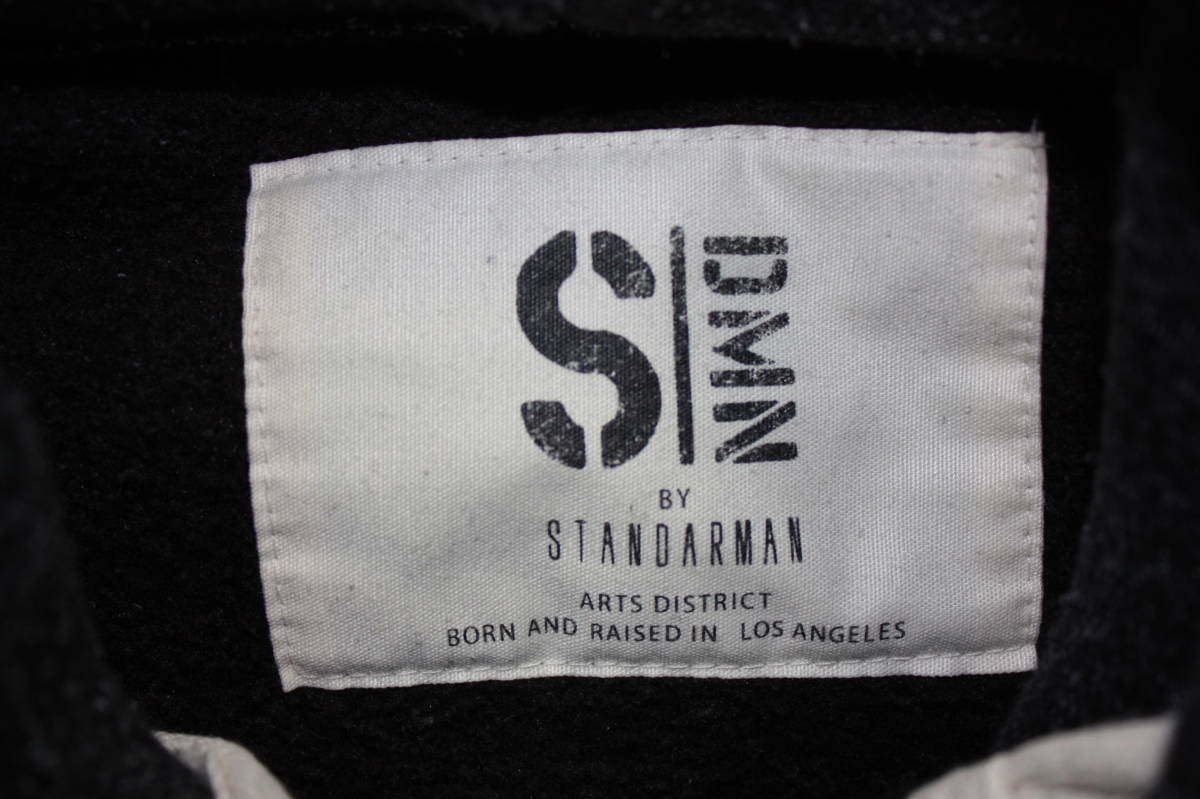 S|DMN
BY
STANDARMAN
ARTS DISTRICT
BORN AND RAISED IN LOS ANGELES